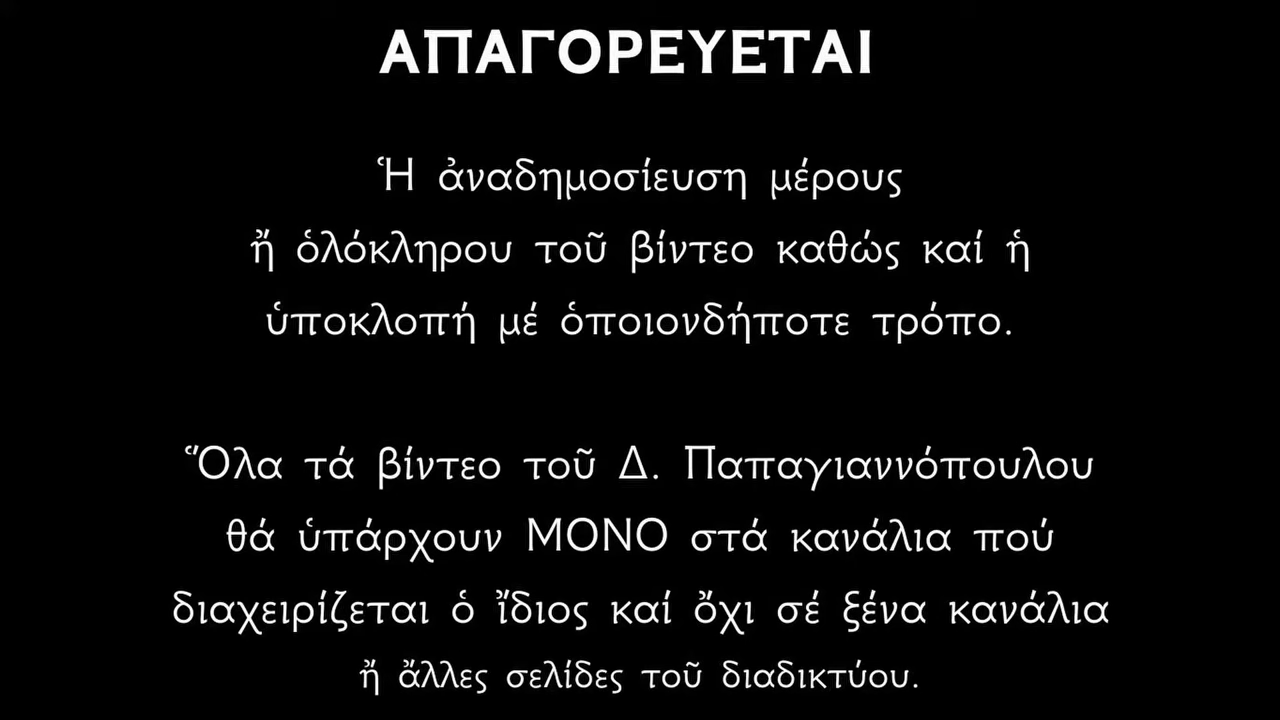 ΑΠΑΓΟΡΕΥΕΤΑΙ
Ἡ ἀναδημοσίευση μέρους
ἤ ὁλόκληρου τοῦ βίντεο καθώς καί ἡ
ὑποκλοπή μέ ὁποιονδήποτε τρόπο.
Ὅλα τά βίντεο τοῦ Δ. Παπαγιαννόπουλου
θά ὑπάρχουν ΜΟΝΟ στά κανάλια πού
διαχειρίζεται ὁ ἴδιος καί ὄχι σέ ξένα κανάλια
ἤ ἄλλες σελίδες τοῦ διαδικτύου.